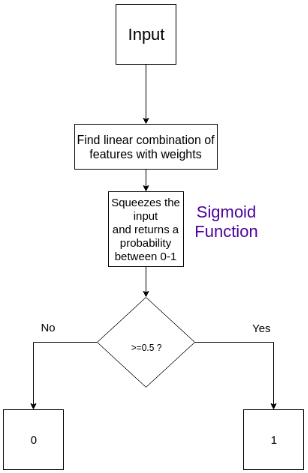 Input
Find linear combination of
features with weights
Squeezes the
input
and returns a
probability
between 0-1
Sigmoid
Function
No
Yes
>=0.5 ?
0
1